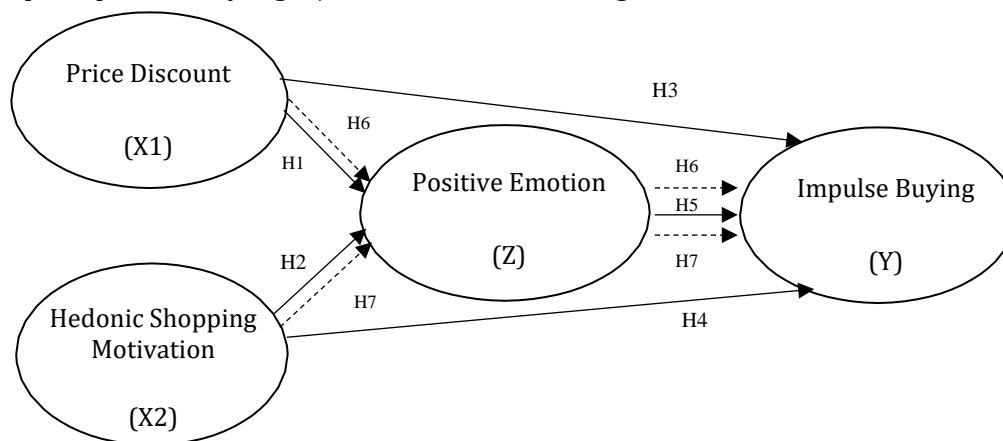 Price Discount
(X1)
H3
H6
H1
Positive Emotion
(Z)
H6
H5
H7
Impulse Buying
(Y)
H2
H7
Hedonic Shopping
Motivation
(X2)
H4